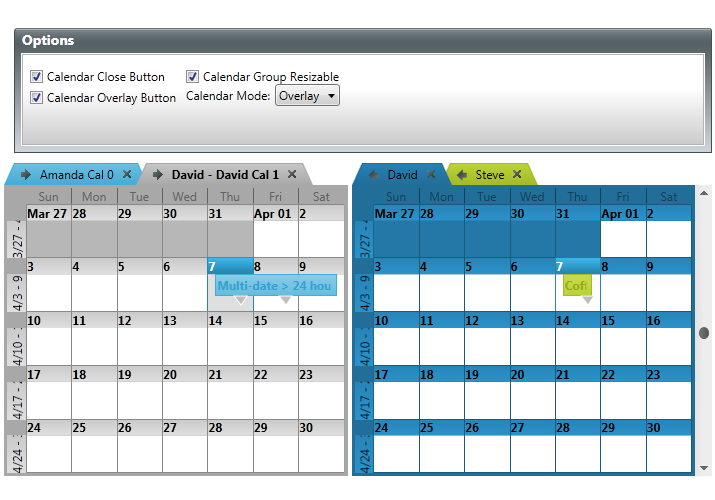 Options
Calendar Close Button
Calendar Group Resizable
Calendar Overlay Button
Calendar Mode: Overlay
Amanda Cal 0
David - David Cal 1
Sun Mon Tue Wed Thu Fri Sat
3/27 -
Mar 27 28 29 30 31 Apr 01 2
4/3 - 9
3 4 5 6 7 8 9
Multi-date > 24 hou
4/10 -
10 11 12 13 14 15 16
4/17 -
17 18 19 20 21 22 23
4/24 -
24 25 26 27 28 29 30
David
Steve
Sun Mon Tue Wed Thu Fri Sat
3/27 -
Mar 27 28 29 30 31 Apr 01 2
4/3 - 9
3 4 5 6 7 8 9
4/10 -
10 11 12 13 14 15 16
4/17 -
17 18 19 20 21 22 23
4/24 -
24 25 26 27 28 29 30